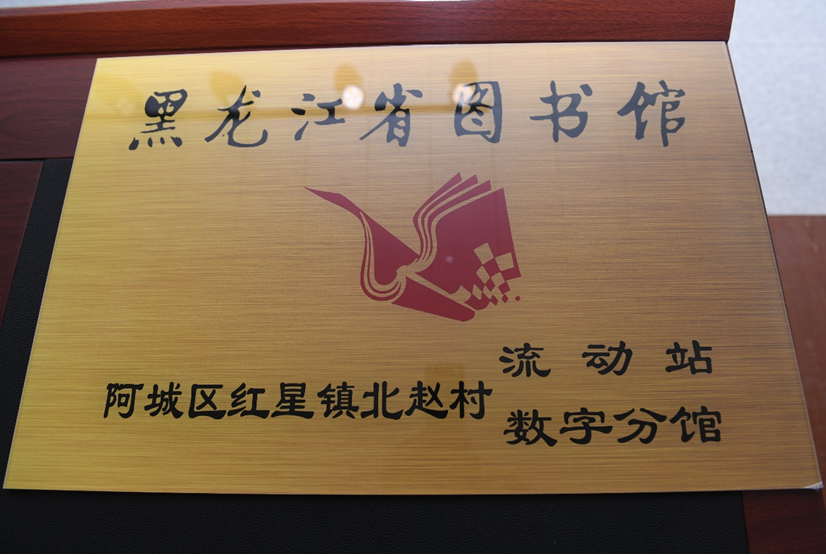 黑龙江省图书馆
阿城区红星镇北赵村
流动站
数字分馆